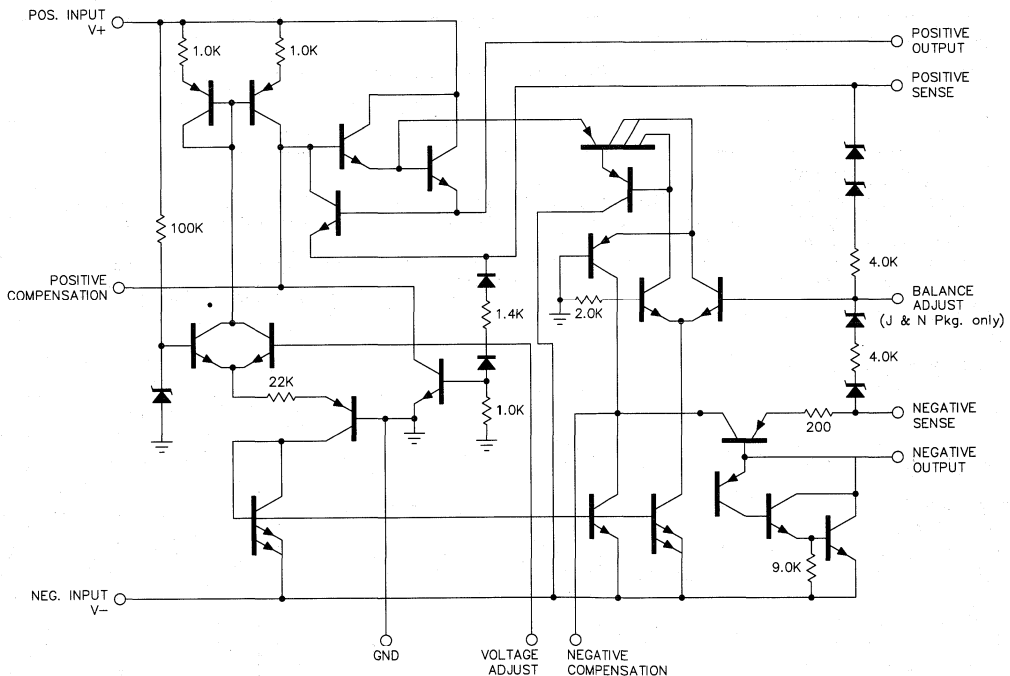 POS. INPUT
V+
1.0K
1.0K
POSITIVE
OUTPUT
POSITIVE
SENSE
100K
4.0K
POSITIVE
COMPENSATION
1.4K
2.0K
BALANCE
ADJUST
(J & N Pkg. only)
4.0K
22K
1.0K
200
NEGATIVE
SENSE
NEGATIVE
OUTPUT
9.0K
NEG. INPUT
V−
GND
VOLTAGE
ADJUST
NEGATIVE
COMPENSATION